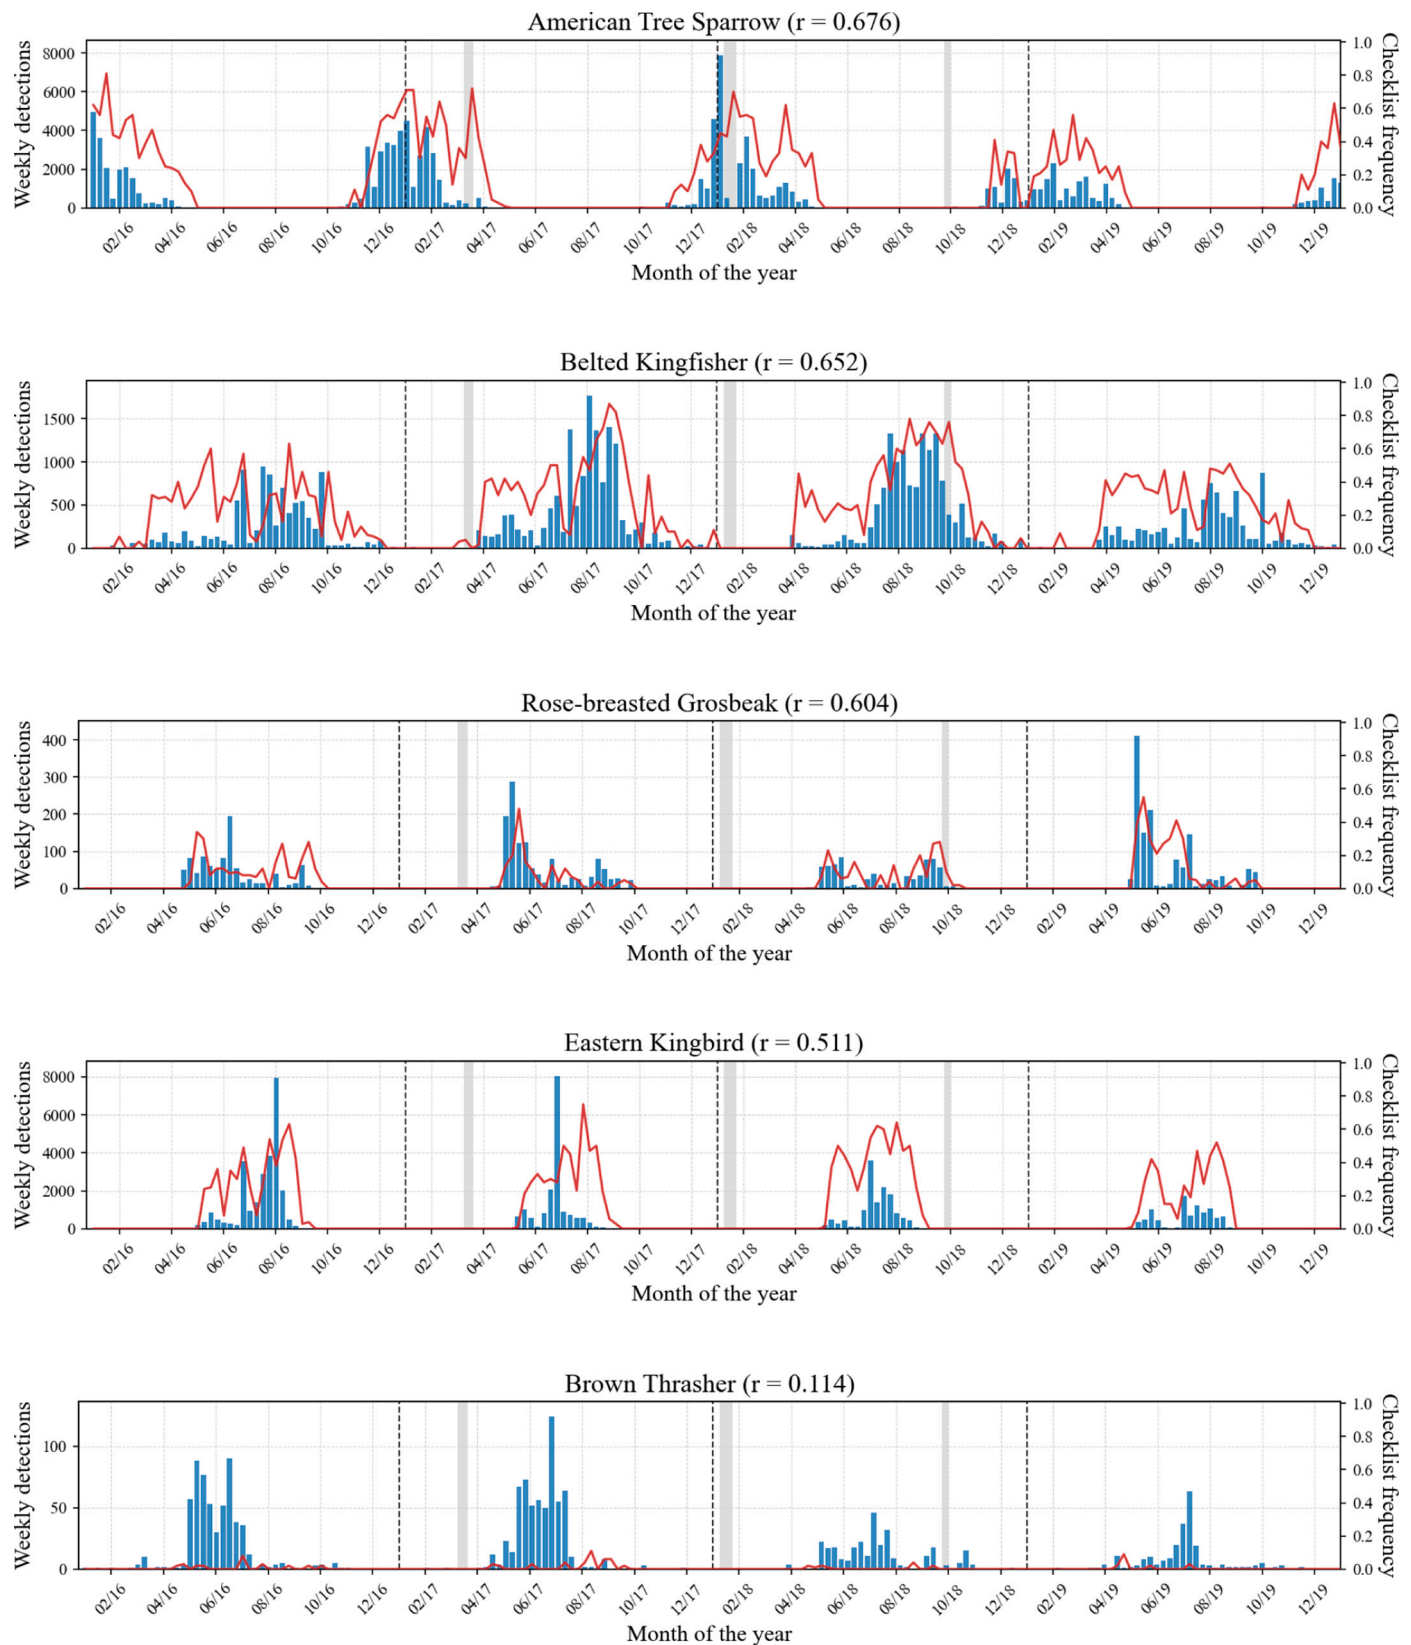 American Tree Sparrow (r = 0.676)
Weekly detections
8000
6000
4000
2000
0
1.0
0.8
0.6
0.4
0.2
0.0
Checklist frequency
02/16 04/16 06/16 08/16 10/16 12/16 02/17 04/17 06/17 08/17 10/17 12/17 02/18 04/18 06/18 08/18 10/18 12/18 02/19 04/19 06/19 08/19 10/19 12/19
Month of the year
Belted Kingfisher (r = 0.652)
Weekly detections
1500
1000
500
0
1.0
0.8
0.6
0.4
0.2
0.0
Checklist frequency
02/16 04/16 06/16 08/16 10/16 12/16 02/17 04/17 06/17 08/17 10/17 12/17 02/18 04/18 06/18 08/18 10/18 12/18 02/19 04/19 06/19 08/19 10/19 12/19
Month of the year
Rose-breasted Grosbeak (r = 0.604)
Weekly detections
400
300
200
100
0
1.0
0.8
0.6
0.4
0.2
0.0
Checklist frequency
02/16 04/16 06/16 08/16 10/16 12/16 02/17 04/17 06/17 08/17 10/17 12/17 02/18 04/18 06/18 08/18 10/18 12/18 02/19 04/19 06/19 08/19 10/19 12/19
Month of the year
Eastern Kingbird (r = 0.511)
Weekly detections
8000
6000
4000
2000
0
1.0
0.8
0.6
0.4
0.2
0.0
Checklist frequency
02/16 04/16 06/16 08/16 10/16 12/16 02/17 04/17 06/17 08/17 10/17 12/17 02/18 04/18 06/18 08/18 10/18 12/18 02/19 04/19 06/19 08/19 10/19 12/19
Month of the year
Brown Thrasher (r = 0.114)
Weekly detections
100
50
0
1.0
0.8
0.6
0.4
0.2
0.0
Checklist frequency
02/16 04/16 06/16 08/16 10/16 12/16 02/17 04/17 06/17 08/17 10/17 12/17 02/18 04/18 06/18 08/18 10/18 12/18 02/19 04/19 06/19 08/19 10/19 12/19
Month of the year